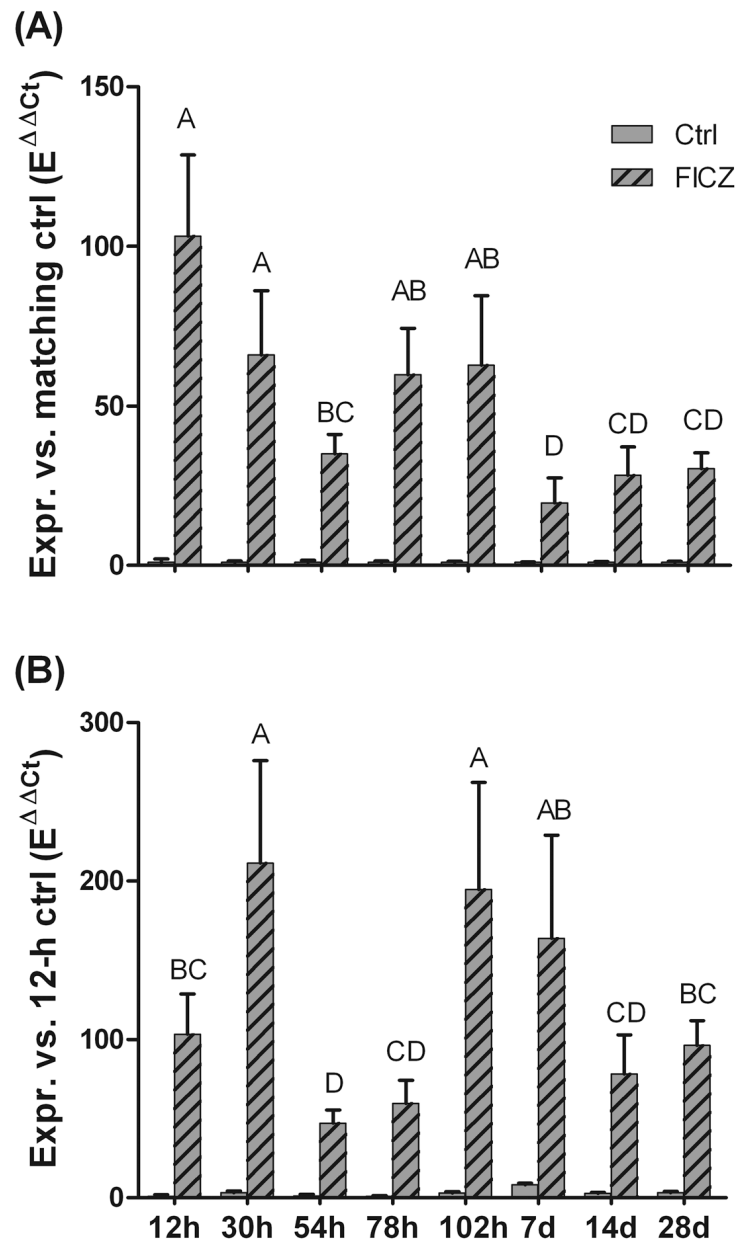 (A)
Expr. vs. matching ctrl (E^ΔΔCt)
150
100
50
0
A
A
BC
AB
AB
D
CD
CD
Ctrl
FICZ
(B)
Expr. vs. 12-h ctrl (E^ΔΔCt)
300
200
100
0
BC
A
D
CD
A
AB
CD
BC
12h 30h 54h 78h 102h 7d 14d 28d